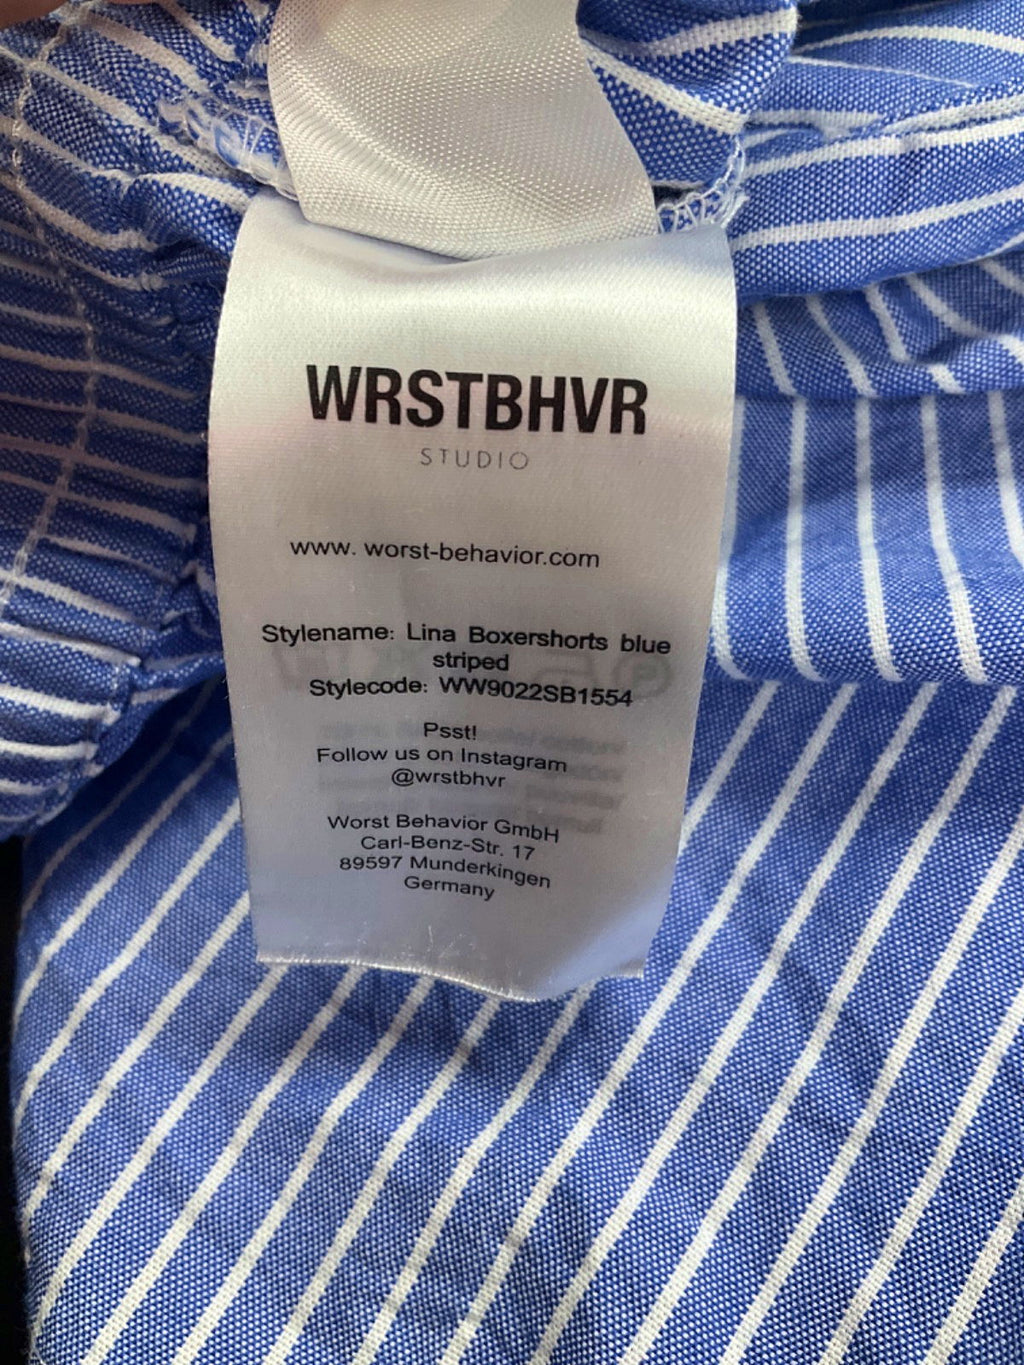 WRSTBHVR
STUDIO
www. worst-behavior.com
Stylename: Lina Boxershorts blue
striped
Stylecode: WW9022SB1554
Psst!
Follow us on Instagram
@wrstbhvr
Worst Behavior GmbH
Carl-Benz-Str. 17
89597 Munderkingen
Germany